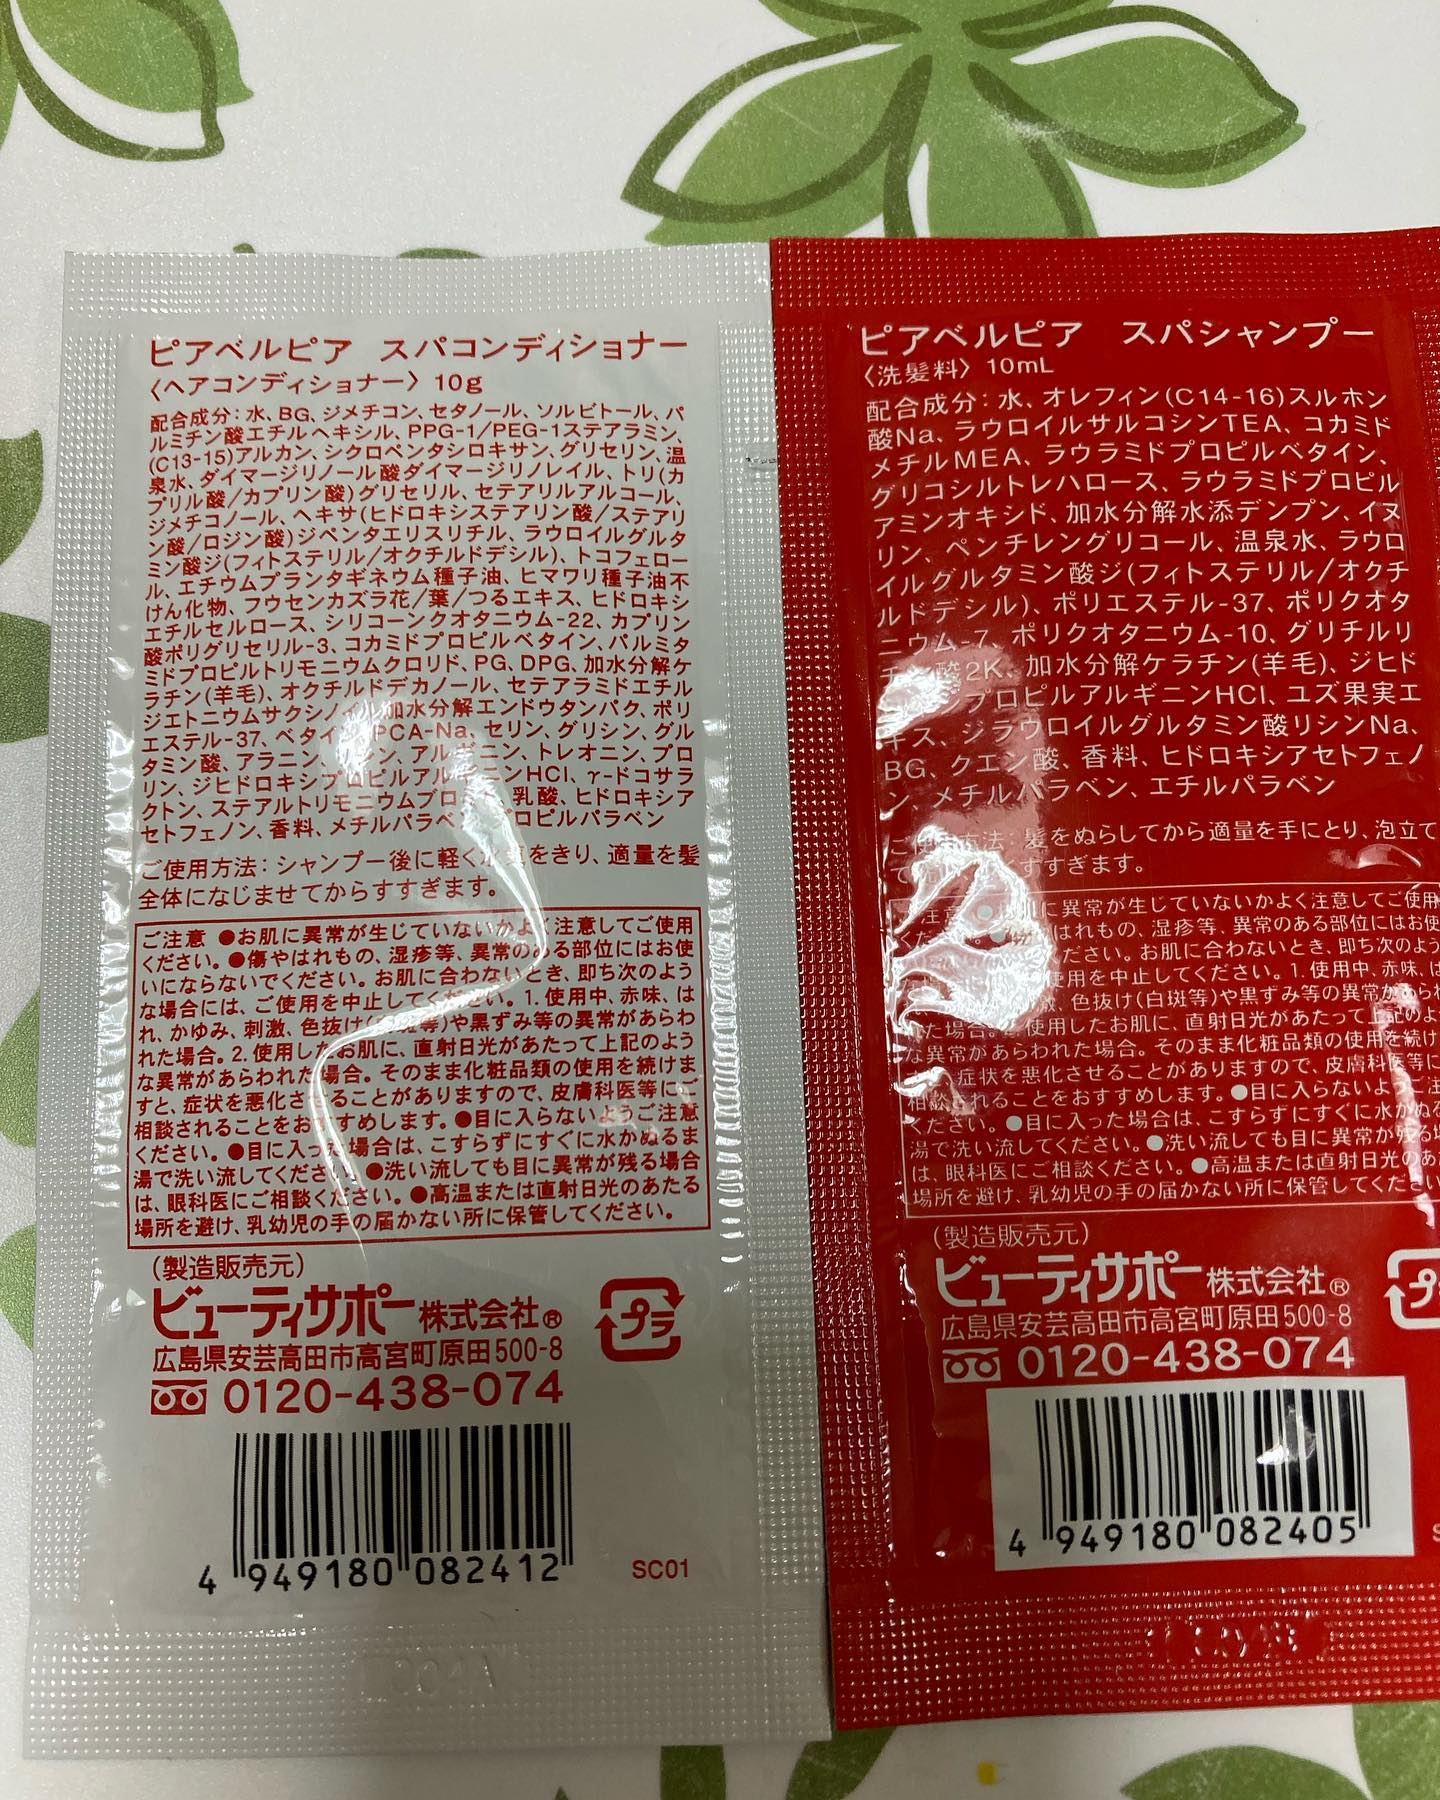 ピアベルピア スパコンディショナー
〈ヘアコンディショナー〉 10g
配合成分：水、BG、ジメチコン、セタノール、ソルビトール、パ
ルミチン酸エチルヘキシル、PPG-1/PEG-1ステアラミン、
(C13-15)アルカン、シクロペンタシロキサン、グリセリン、温
泉水、ダイマージリノール酸ダイマージリノレイル、トリ(カ
プリル酸/カプリン酸)グリセリル、セテアリルアルコール、
ジメチコノール、ヘキサ(ヒドロキシステアリン酸/ステアリ
ン酸/ロジン酸)ジペンタエリスリチル、ラウロイルグルタ
ミン酸ジ(フィトステリル/オクチルドデシル)、トコフェロー
ル、エチウムプランタギネウム種子油、ヒマワリ種子油不
けん化物、フウセンカズラ花/葉/つるエキス、ヒドロキシ
エチルセルロース、シリコーンクオタニウム-22、カプリン
酸ポリグリセリル-3、コカミドプロピルベタイン、パルミタ
ミドプロピルトリモニウムクロリド、PG、DPG、加水分解ケ
ラチン(羊毛)、オクチルドデカノール、セテアラミドエチル
ジエトニウムサクシノイル加水分解エンドウタンパク、ポリ
エステル-37、ベタイン、PCA-Na、セリン、グリシン、グル
タミン酸、アラニン、リシン、アルギニン、トレオニン、プロ
リン、ジヒドロキシプロピルアルギニンHCl、γ-ドコサラ
クトン、ステアルトリモニウムブロミド、乳酸、ヒドロキシア
セトフェノン、香料、メチルパラベン、プロピルパラベン
ご使用方法：シャンプー後に軽く水気をきり、適量を髪
全体になじませてからすすぎます。
ご注意 ●お肌に異常が生じていないかよく注意してご使用
ください。●傷やはれもの、湿疹等、異常のある部位にはお使
いにならないでください。お肌に合わないとき、即ち次のよう
な場合には、ご使用を中止してください。1.使用中、赤味、は
れ、かゆみ、刺激、色抜け(白斑等)や黒ずみ等の異常があらわ
れた場合。2.使用したお肌に、直射日光があたって上記のよう
な異常があらわれた場合。そのまま化粧品類の使用を続けま
すと、症状を悪化させることがありますので、皮膚科医等にご
相談されることをおすすめします。●目に入らないようご注意
ください。●目に入った場合は、こすらずにすぐに水かぬるま
湯で洗い流してください。●洗い流しても目に異常が残る場合
は、眼科医にご相談ください。●高温または直射日光のあたる
場所を避け、乳幼児の手の届かない所に保管してください。
(製造販売元)
ビューティサポー 株式会社®
広島県安芸高田市高宮町原田500-8
0120-438-074
プラ
4 949180 082412
SC01
ピアベルピア スパシャンプー
〈洗髪料〉 10mL
配合成分：水、オレフィン(C14-16)スルホン
酸Na、ラウロイルサルコシンTEA、コカミド
メチルMEA、ラウラミドプロピルベタイン、
グリコシルトレハロース、ラウラミドプロピル
アミンオキシド、加水分解水添デンプン、イヌ
リン、ペンチレングリコール、温泉水、ラウロ
イルグルタミン酸ジ(フィトステリル/オクチ
ルドデシル)、ポリエステル-37、ポリクオタ
ニウム-7、ポリクオタニウム-10、グリチルリ
チン酸2K、加水分解ケラチン(羊毛)、ジヒド
プロピルアルギニンHCl、ユズ果実エ
キス、ジラウロイルグルタミン酸リシンNa、
BG、クエン酸、香料、ヒドロキシアセトフェノ
ン、メチルパラベン、エチルパラベン
ご使用方法：髪をぬらしてから適量を手にとり、泡立て
すすぎます。
ご注意 ●お肌に異常が生じていないかよく注意してご使用
はれもの、湿疹等、異常のある部位にはお使
ださい。お肌に合わないとき、即ち次のよう
使用を中止してください。1.使用中、赤味、は
色抜け(白斑等)や黒ずみ等の異常があらわ
れた場合。2.使用したお肌に、直射日光があたって上記のよう
な異常があらわれた場合。そのまま化粧品類の使用を続け
症状を悪化させることがありますので、皮膚科医等に
相談されることをおすすめします。●目に入らないようご注
ください。●目に入った場合は、こすらずにすぐに水かぬる
湯で洗い流してください。●洗い流しても目に異常が残る場
は、眼科医にご相談ください。●高温または直射日光のあ
場所を避け、乳幼児の手の届かない所に保管してください
(製造販売元)
ビューティサポー 株式会社®
広島県安芸高田市高宮町原田500-8
0120-438-074
4 949180 082405